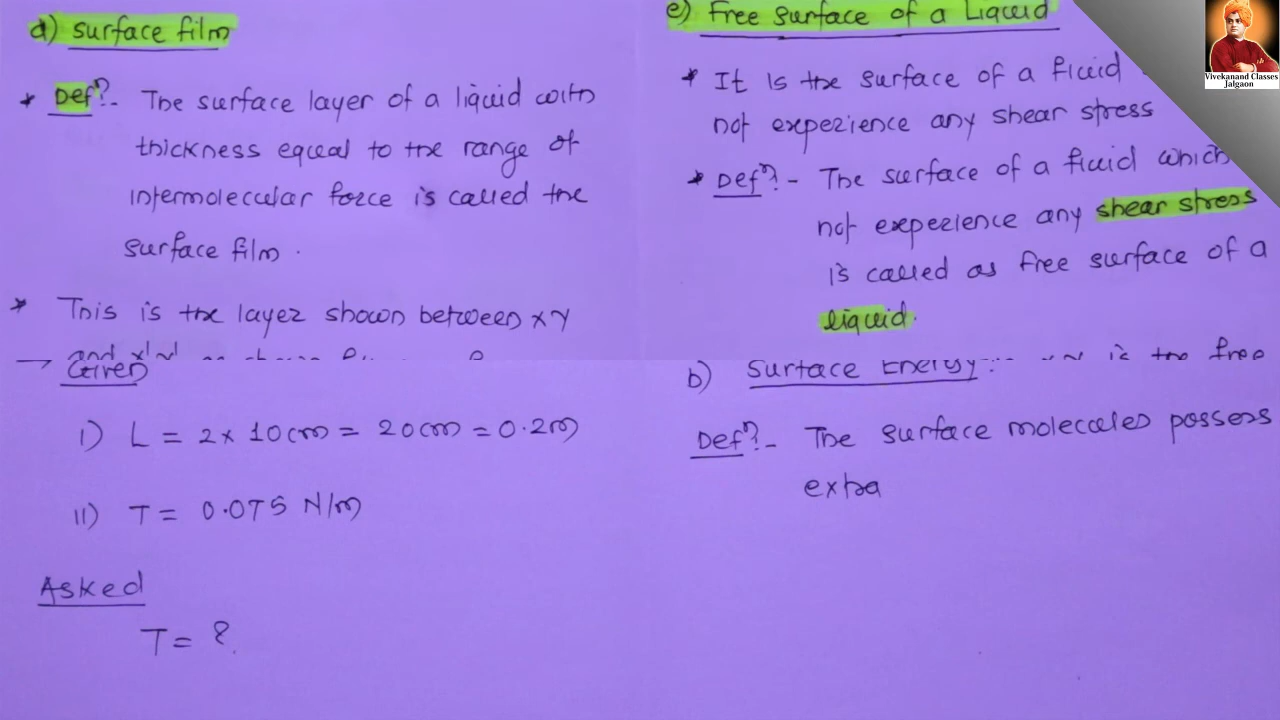 d) surface film
* Defⁿ:- The surface layer of a liquid with
thickness equal to the range of
intermolecular force is called the
surface film.
* This is the layer shown between xy
and x'y'
e) Free surface of a Liquid
* It is the surface of a fluid
not experience any shear stress
* Defⁿ:- The surface of a fluid which
not experience any shear stress
is called as free surface of a
liquid.
Vivekanand Classes
Jalgaon
→ Given
i) L = 2 x 10cm = 20cm = 0.2m
ii) T = 0.075 N/m
Asked
T = ?
is the free
b) Surface Energy:-
Defⁿ:- The surface molecules possess
extra